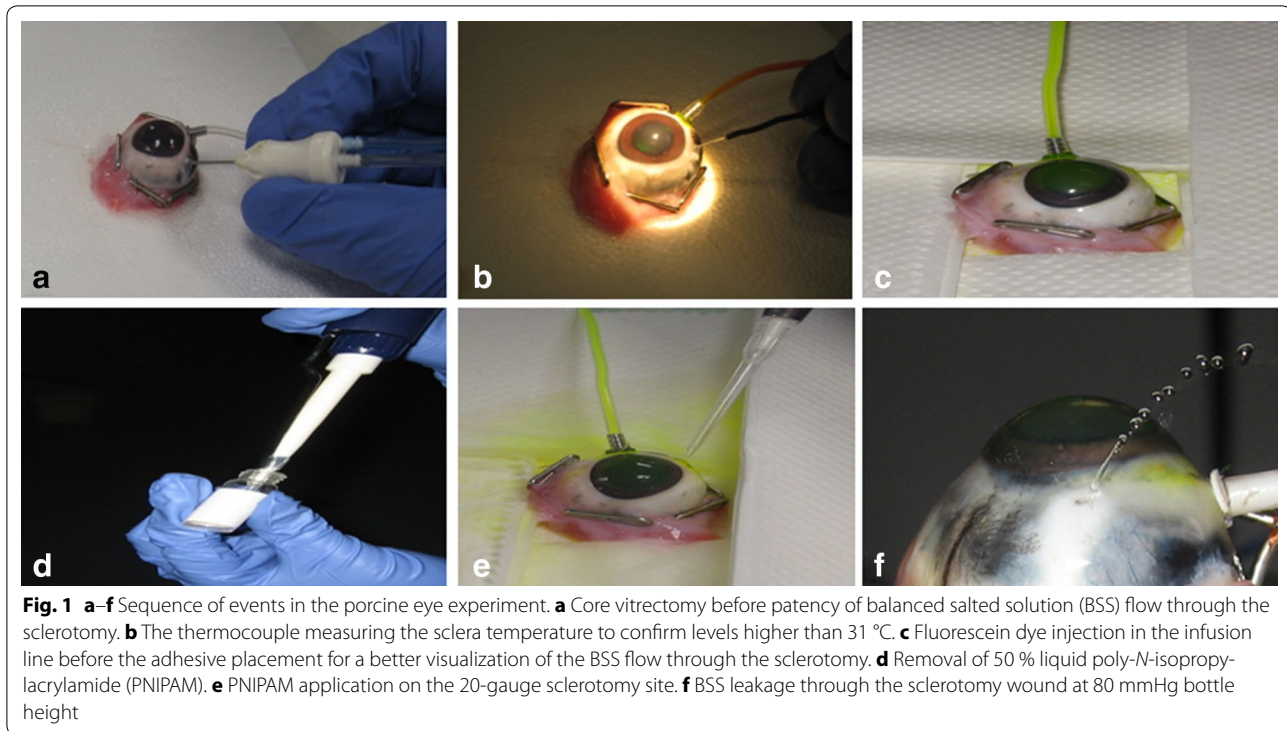 a
b
c
d
e
f
Fig. 1 a–f Sequence of events in the porcine eye experiment. a Core vitrectomy before patency of balanced salted solution (BSS) flow through the
sclerotomy. b The thermocouple measuring the sclera temperature to confirm levels higher than 31 °C. c Fluorescein dye injection in the infusion
line before the adhesive placement for a better visualization of the BSS flow through the sclerotomy. d Removal of 50 % liquid poly-N-isopropy-
lacrylamide (PNIPAM). e PNIPAM application on the 20-gauge sclerotomy site. f BSS leakage through the sclerotomy wound at 80 mmHg bottle
height